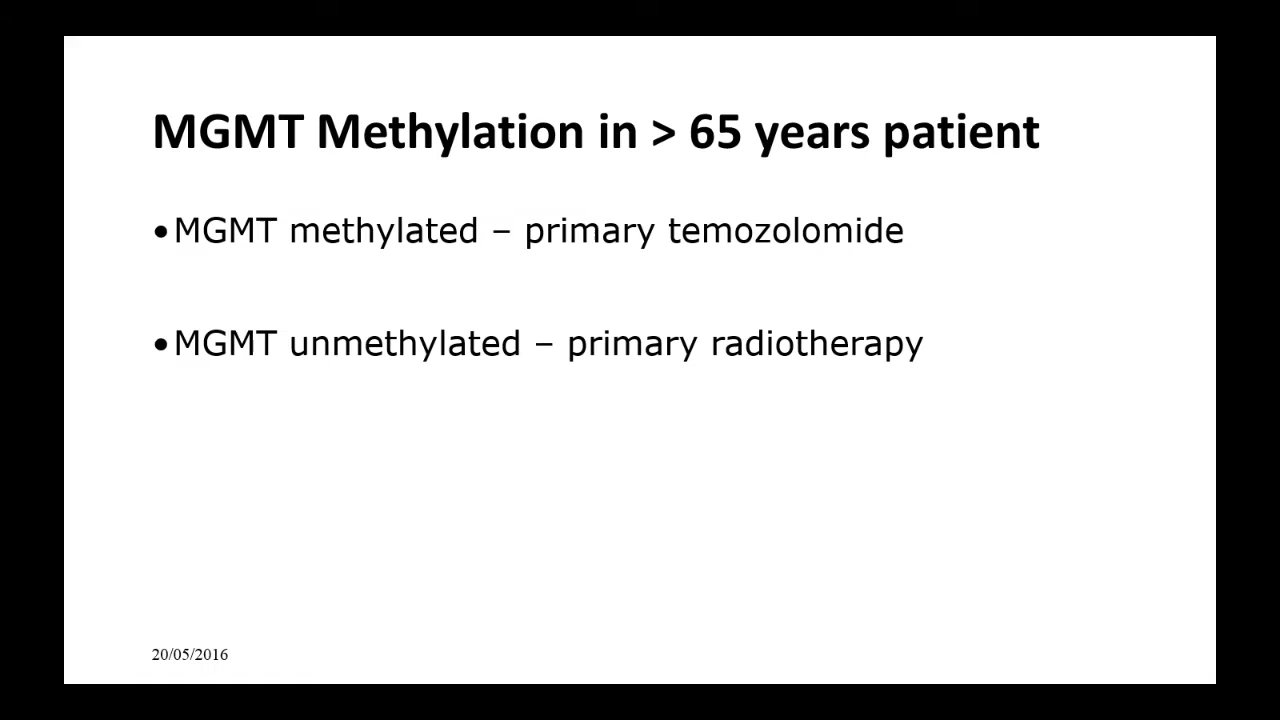 MGMT Methylation in > 65 years patient
•MGMT methylated – primary temozolomide
•MGMT unmethylated – primary radiotherapy
20/05/2016